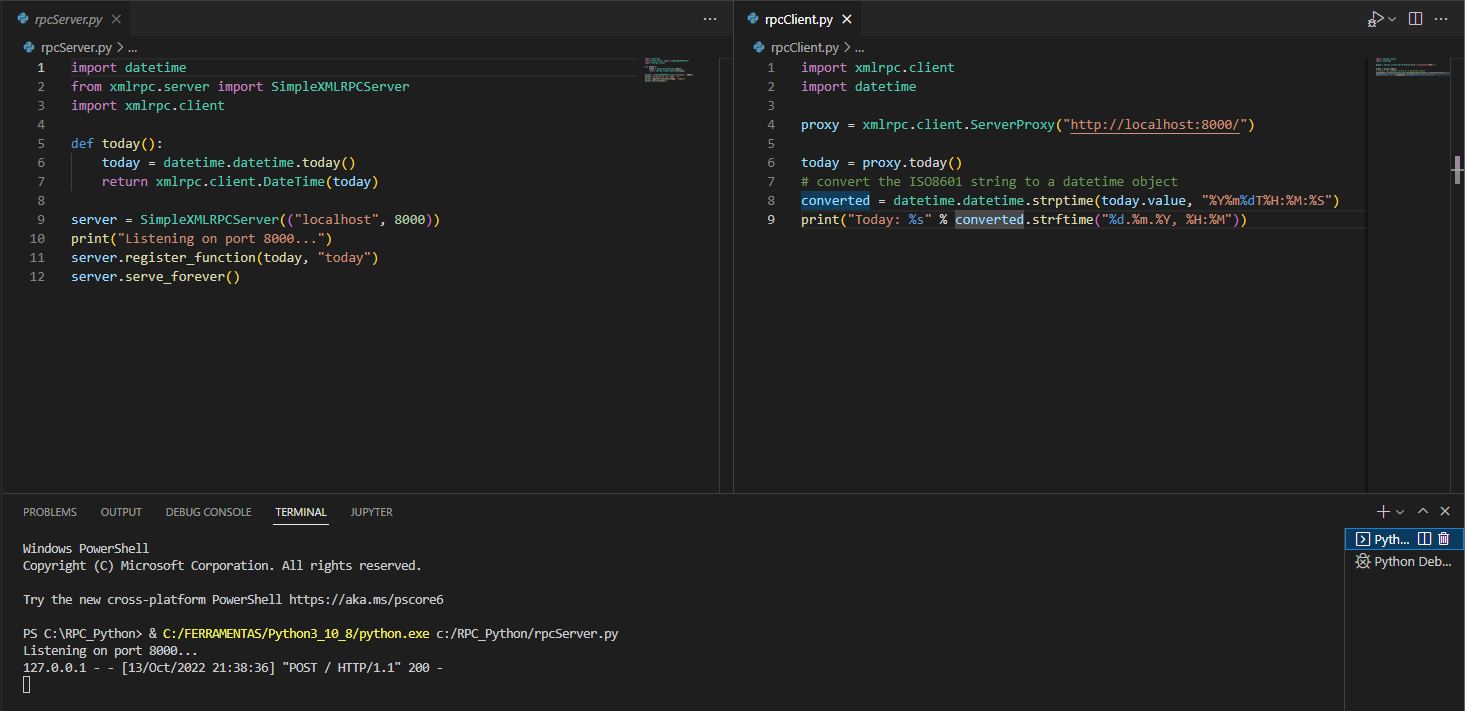 rpcServer.py
rpcServer.py > ...
1 import datetime
2 from xmlrpc.server import SimpleXMLRPCServer
3 import xmlrpc.client
4
5 def today():
6     today = datetime.datetime.today()
7     return xmlrpc.client.DateTime(today)
8
9 server = SimpleXMLRPCServer(("localhost", 8000))
10 print("Listening on port 8000...")
11 server.register_function(today, "today")
12 server.serve_forever()
rpcClient.py
rpcClient.py > ...
1 import xmlrpc.client
2 import datetime
3
4 proxy = xmlrpc.client.ServerProxy("http://localhost:8000/")
5
6 today = proxy.today()
7 # convert the ISO8601 string to a datetime object
8 converted = datetime.datetime.strptime(today.value, "%Y%m%dT%H:%M:%S")
9 print("Today: %s" % converted.strftime("%d.%m.%Y, %H:%M"))
PROBLEMS OUTPUT DEBUG CONSOLE TERMINAL JUPYTER
Windows PowerShell
Copyright (C) Microsoft Corporation. All rights reserved.
Try the new cross-platform PowerShell https://aka.ms/pscore6
PS C:\RPC_Python> & C:/FERRAMENTAS/Python3_10_8/python.exe c:/RPC_Python/rpcServer.py
Listening on port 8000...
127.0.0.1 - - [13/Oct/2022 21:38:36] "POST / HTTP/1.1" 200 -
Pyth...
Python Deb...